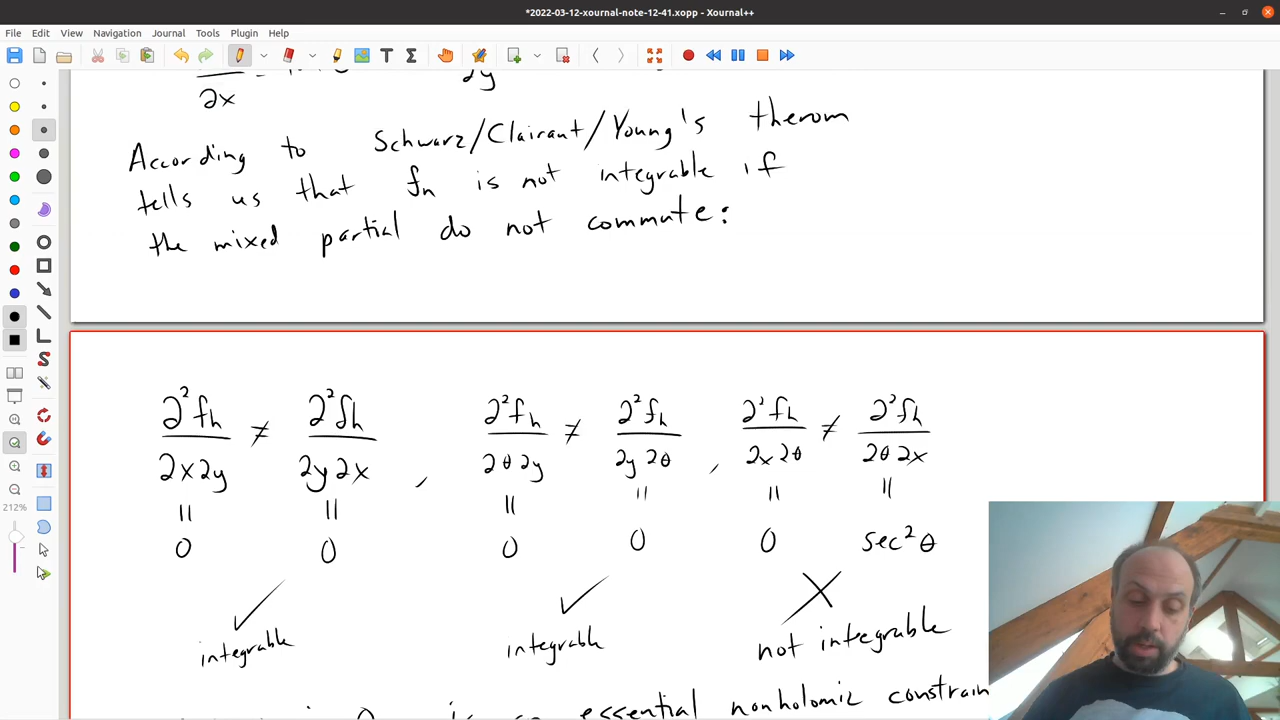 *2022-03-12-xournal-note-12-41.xopp - Xournal++
File Edit View Navigation Journal Tools Plugin Help
∂x
∂y
According to Schwarz/Clairant/Young's therom
tells us that fn is not integrable if
the mixed partial do not commute:
∂²fh ≠ ∂²fh , ∂²fh ≠ ∂²fh , ∂²fh ≠ ∂²fh
∂x∂y ∂y∂x ∂θ∂y ∂y∂θ ∂x∂θ ∂θ∂x
= = = = = =
0 0 0 0 0 sec²θ
integrable integrable not integrable
essential nonholomic constrain
212%